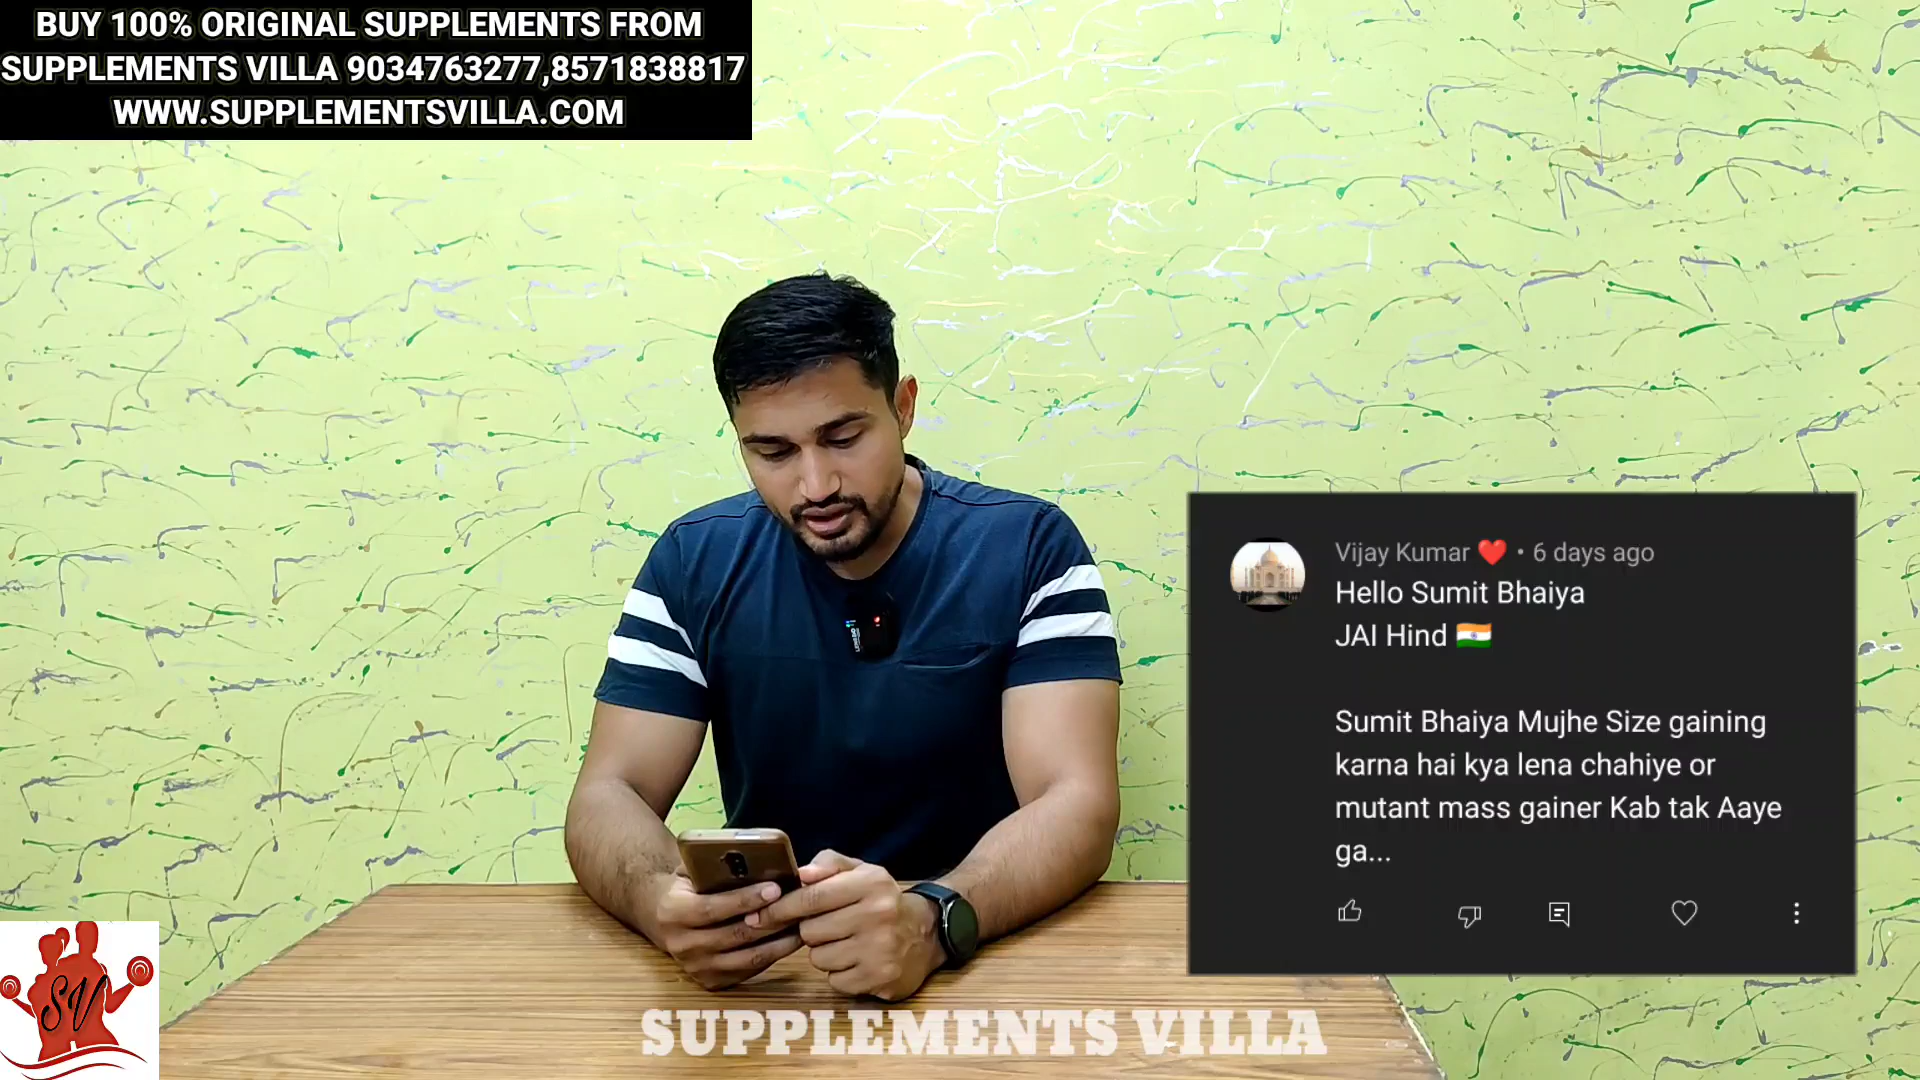 BUY 100% ORIGINAL SUPPLEMENTS FROM
SUPPLEMENTS VILLA 9034763277,8571838817
WWW.SUPPLEMENTSVILLA.COM
Vijay Kumar ❤️ • 6 days ago
Hello Sumit Bhaiya
JAI Hind 🇮🇳
Sumit Bhaiya Mujhe Size gaining
karna hai kya lena chahiye or
mutant mass gainer Kab tak Aaye
ga...
SV
SUPPLEMENTS VILLA